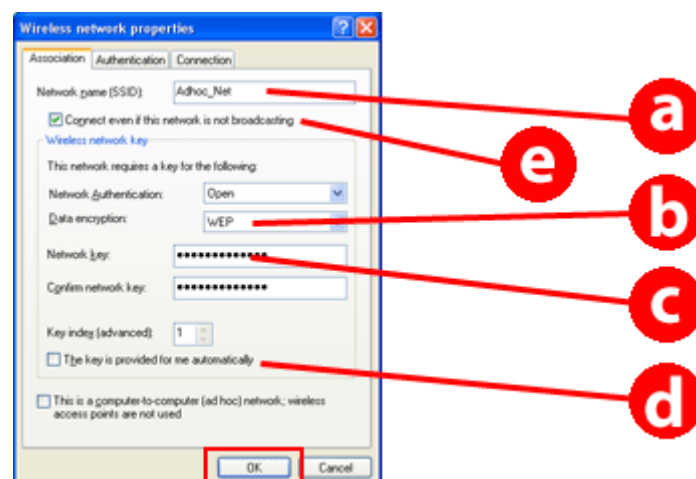 Wireless network properties
Association Authentication Connection
Network name (SSID): Adhoc_Net
a
Connect even if this network is not broadcasting
e
Wireless network key
This network requires a key for the following:
Network Authentication: Open
b
Data encryption: WEP
Network key: •••••••••••••
c
Confirm network key: •••••••••••••
Key index (advanced): 1
The key is provided for me automatically
d
This is a computer-to-computer (ad hoc) network; wireless
access points are not used
OK Cancel